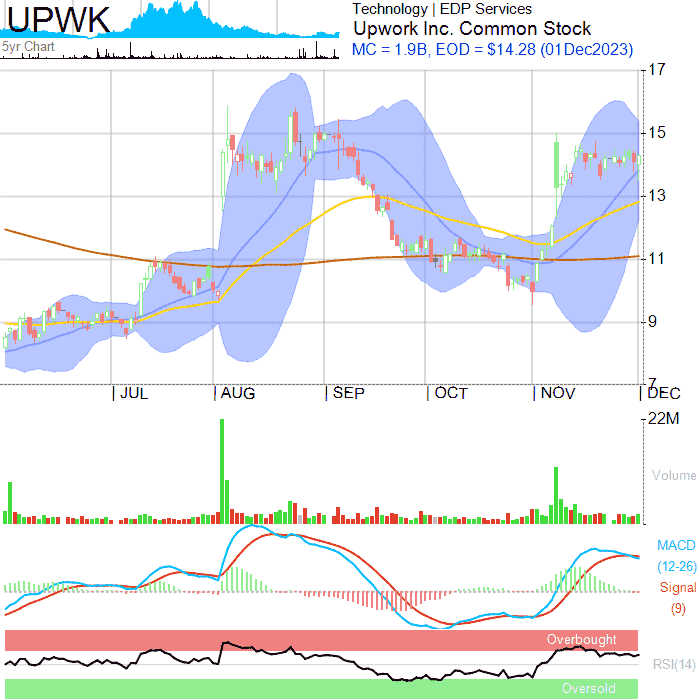 UPWK
5yr Chart
Technology | EDP Services
Upwork Inc. Common Stock
MC = 1.9B, EOD = $14.28 (01Dec2023)
17
15
13
11
9
7
JUL AUG SEP OCT NOV DEC
22M
Volume
MACD
(12-26)
Signal
(9)
Overbought
RSI(14)
Oversold